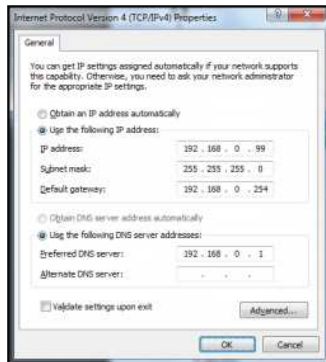 Internet Protocol Version 4 (TCP/IPv4) Properties
General
You can get IP settings assigned automatically if your network supports
this capability. Otherwise, you need to ask your network administrator
for the appropriate IP settings.
Obtain an IP address automatically
Use the following IP address:
IP address: 192 . 168 . 0 . 99
Subnet mask: 255 . 255 . 255 . 0
Default gateway: 192 . 168 . 0 . 254
Obtain DNS server address automatically
Use the following DNS server addresses:
Preferred DNS server: 192 . 168 . 0 . 1
Alternate DNS server: . . .
Validate settings upon exit
Advanced...
OK Cancel